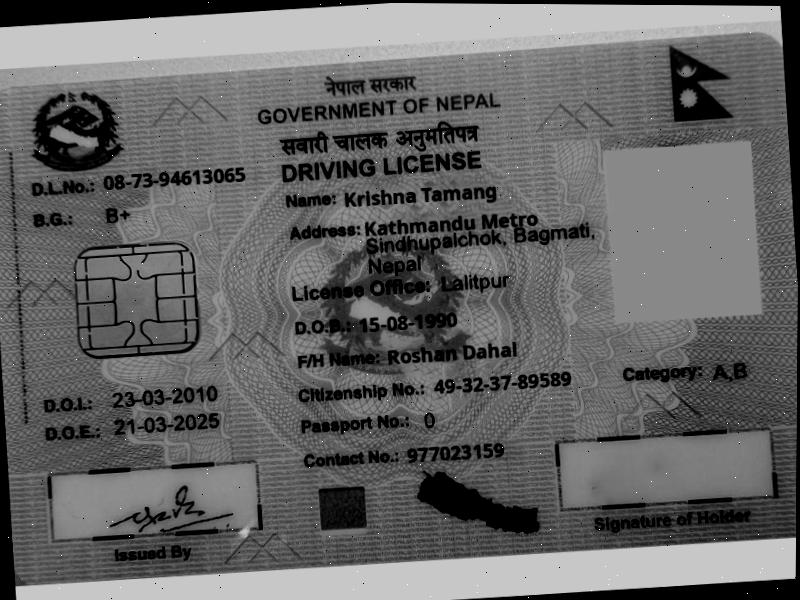 नेपाल सरकार
GOVERNMENT OF NEPAL
सवारी चालक अनुमतिपत्र
DRIVING LICENSE
D.L.No.: 08-73-94613065
B.G.: B+
Name: Krishna Tamang
Address: Kathmandu Metro
Sindhupalchok, Bagmati,
Nepal
License Office: Lalitpur
D.O.B.: 15-08-1990
F/H Name: Roshan Dahal
Citizenship No.: 49-32-37-89589
Category: A,B
D.O.I.: 23-03-2010
D.O.E.: 21-03-2025
Passport No.: 0
Contact No.: 977023159
Issued By
Signature of Holder